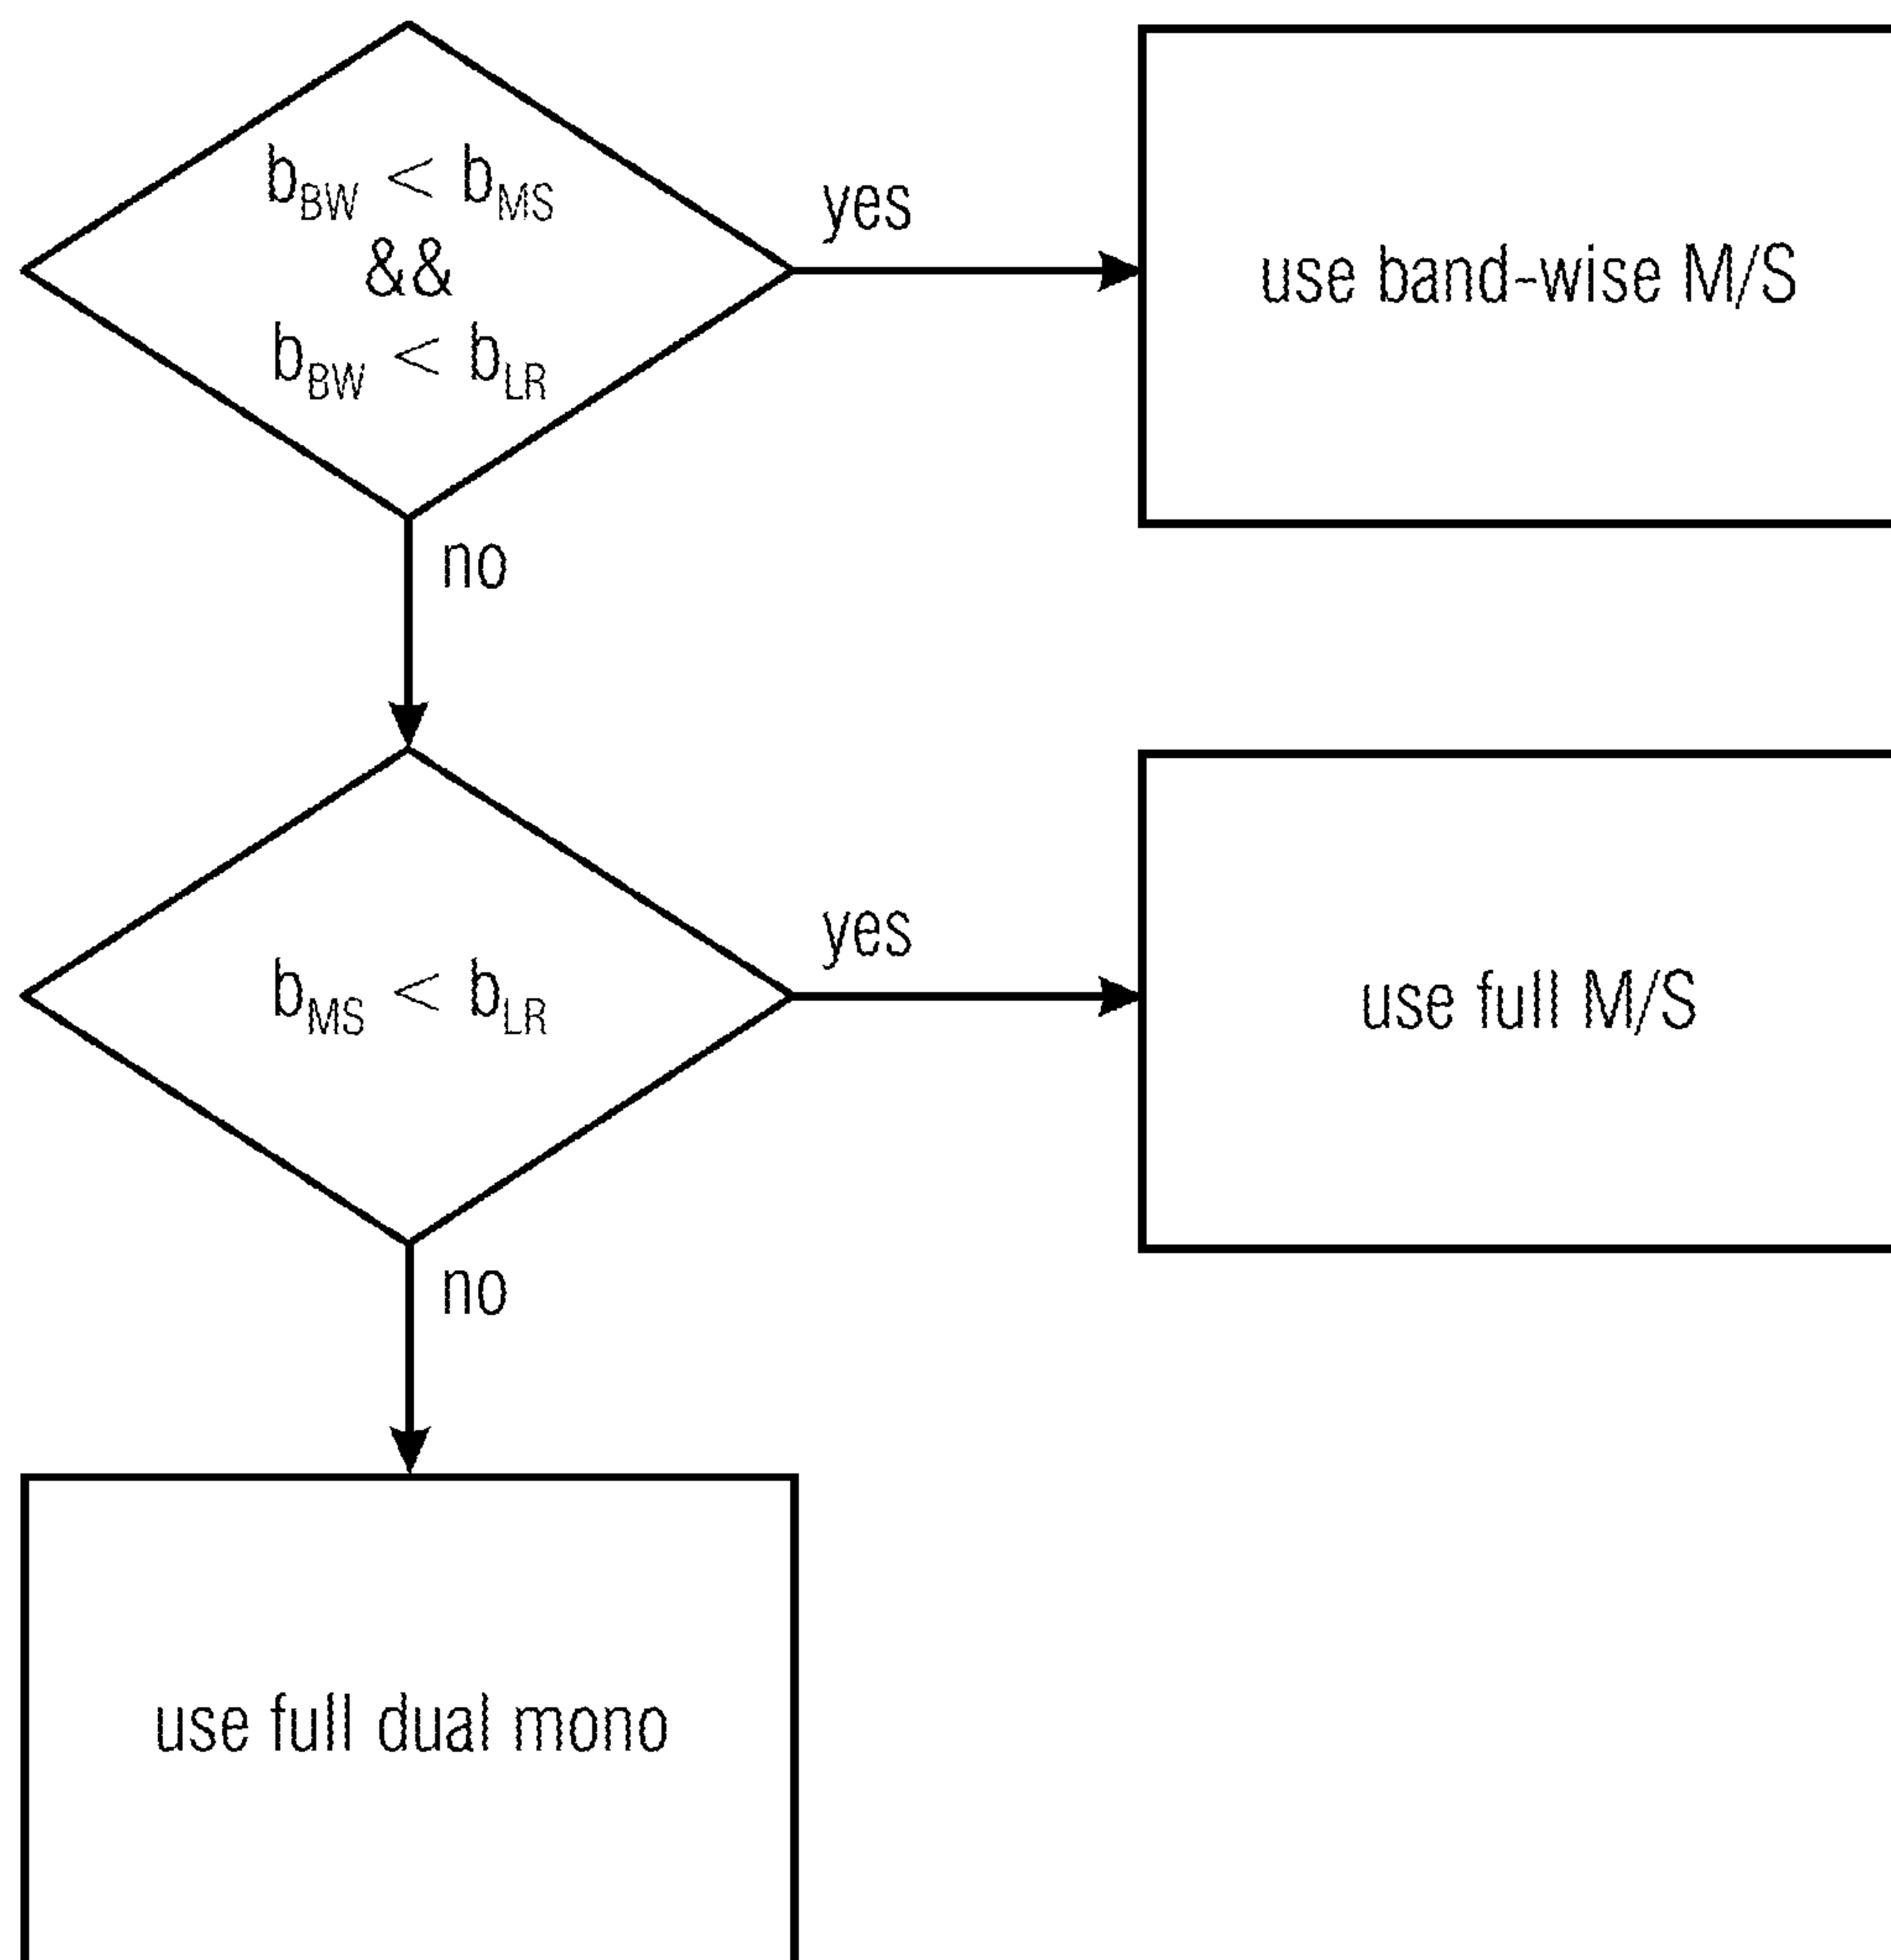 b_BW < b_MS
&&
b_BW < b_LR
yes
use band-wise M/S
no
b_MS < b_LR
yes
use full M/S
no
use full dual mono